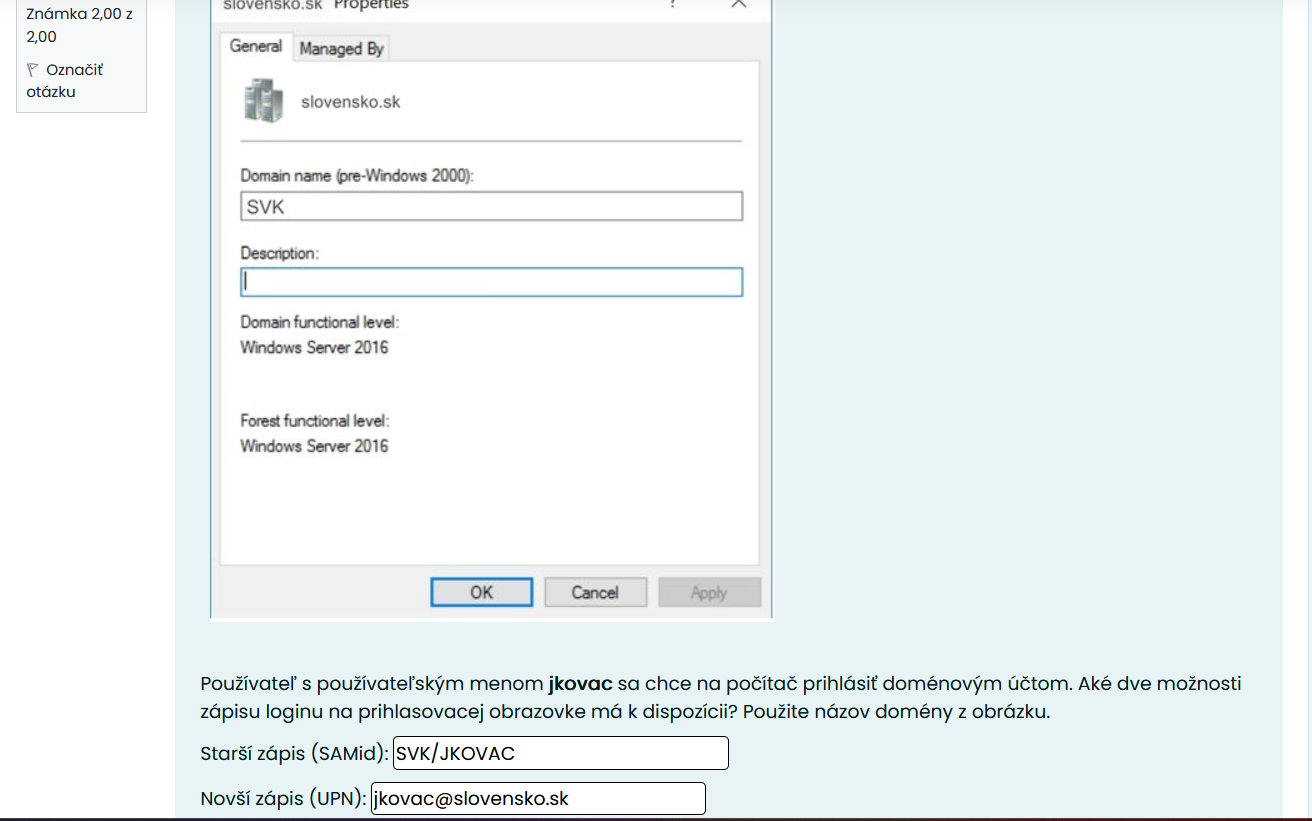 Známka 2,00 z
2,00
Označiť
otázku
slovensko.sk Properties ?
General Managed By
slovensko.sk
Domain name (pre-Windows 2000):
SVK
Description:
Domain functional level:
Windows Server 2016
Forest functional level:
Windows Server 2016
OK Cancel Apply
Používateľ s používateľským menom jkovac sa chce na počítač prihlásiť doménovým účtom. Aké dve možnosti
zápisu loginu na prihlasovacej obrazovke má k dispozícii? Použite názov domény z obrázku.
Starší zápis (SAMid): SVK/JKOVAC
Novší zápis (UPN): jkovac@slovensko.sk